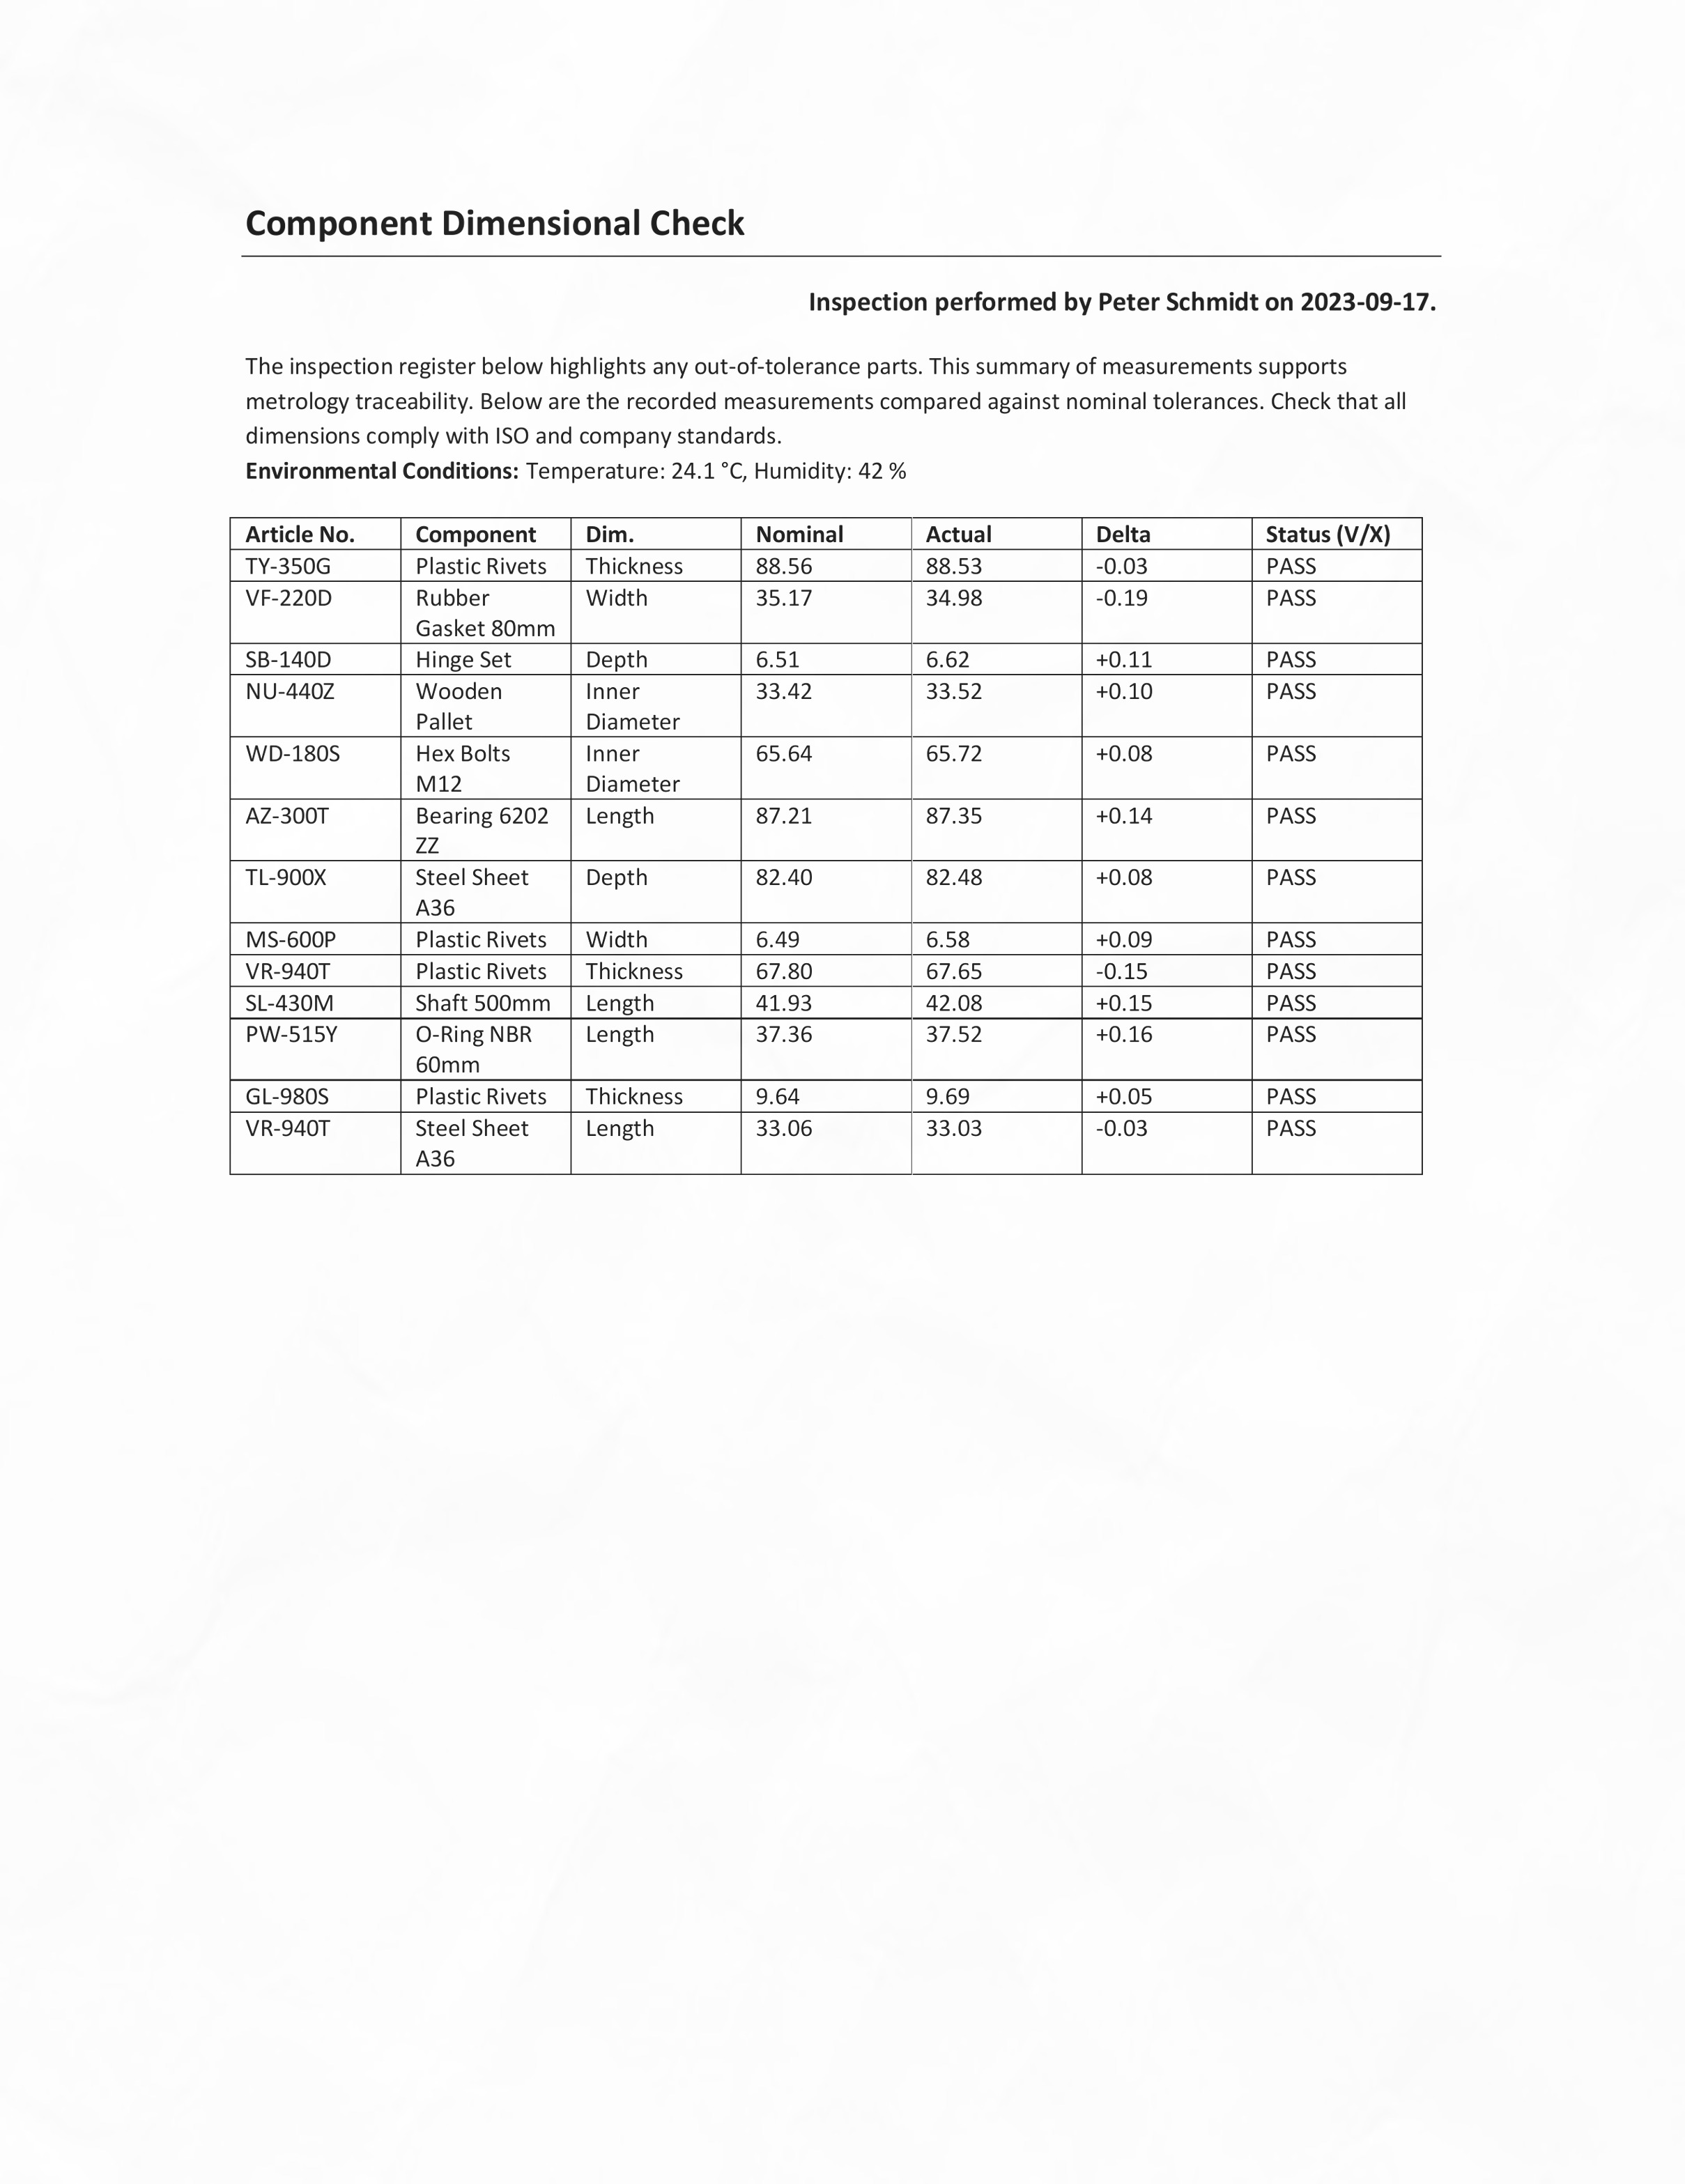 Component Dimensional Check
Inspection performed by Peter Schmidt on 2023-09-17.
The inspection register below highlights any out-of-tolerance parts. This summary of measurements supports
metrology traceability. Below are the recorded measurements compared against nominal tolerances. Check that all
dimensions comply with ISO and company standards.
Environmental Conditions: Temperature: 24.1 °C, Humidity: 42 %
Article No. Component Dim. Nominal Actual Delta Status (V/X)
TY-350G Plastic Rivets Thickness 88.56 88.53 -0.03 PASS
VF-220D Rubber Width 35.17 34.98 -0.19 PASS
Gasket 80mm
SB-140D Hinge Set Depth 6.51 6.62 +0.11 PASS
NU-440Z Wooden Inner 33.42 33.52 +0.10 PASS
Pallet Diameter
WD-180S Hex Bolts Inner 65.64 65.72 +0.08 PASS
M12 Diameter
AZ-300T Bearing 6202 Length 87.21 87.35 +0.14 PASS
ZZ
TL-900X Steel Sheet Depth 82.40 82.48 +0.08 PASS
A36
MS-600P Plastic Rivets Width 6.49 6.58 +0.09 PASS
VR-940T Plastic Rivets Thickness 67.80 67.65 -0.15 PASS
SL-430M Shaft 500mm Length 41.93 42.08 +0.15 PASS
PW-515Y O-Ring NBR Length 37.36 37.52 +0.16 PASS
60mm
GL-980S Plastic Rivets Thickness 9.64 9.69 +0.05 PASS
VR-940T Steel Sheet Length 33.06 33.03 -0.03 PASS
A36